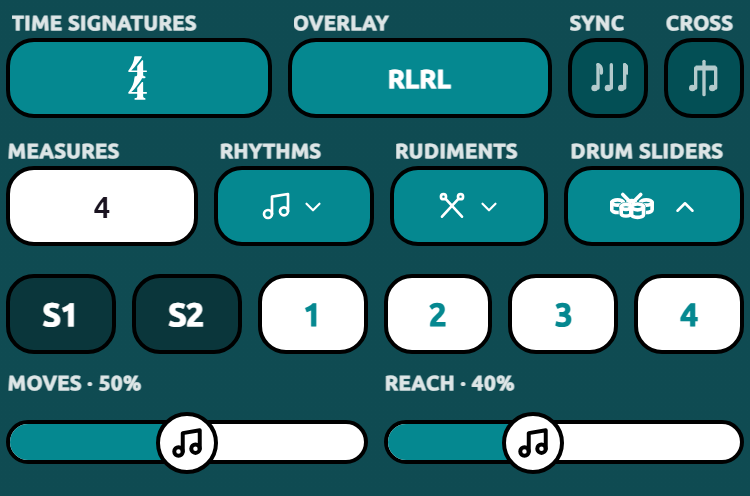 TIME SIGNATURES OVERLAY SYNC CROSS
4
4
RLRL
MEASURES RHYTHMS RUDIMENTS DRUM SLIDERS
4
S1 S2 1 2 3 4
MOVES · 50% REACH · 40%